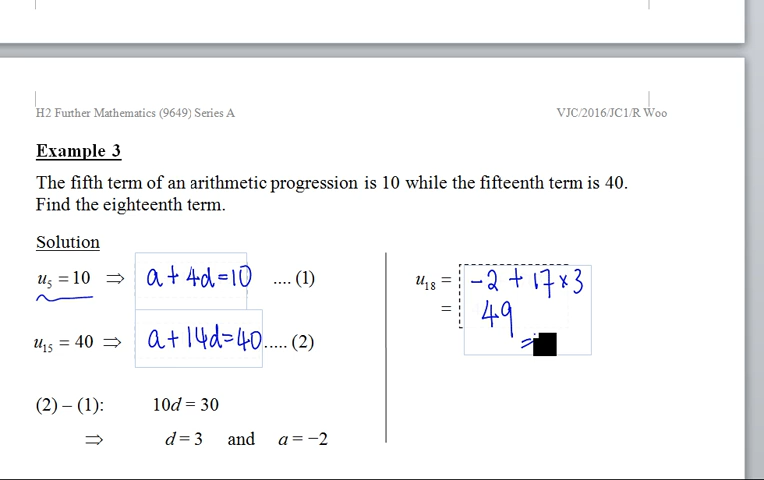 H2 Further Mathematics (9649) Series A VJC/2016/JC1/R Woo
Example 3
The fifth term of an arithmetic progression is 10 while the fifteenth term is 40.
Find the eighteenth term.
Solution
u₅ = 10 ⇒ a + 4d = 10 .... (1)
u₁₅ = 40 ⇒ a + 14d = 40 ..... (2)
(2) – (1): 10d = 30
⇒ d = 3 and a = −2
u₁₈ = -2 + 17 × 3
= 49